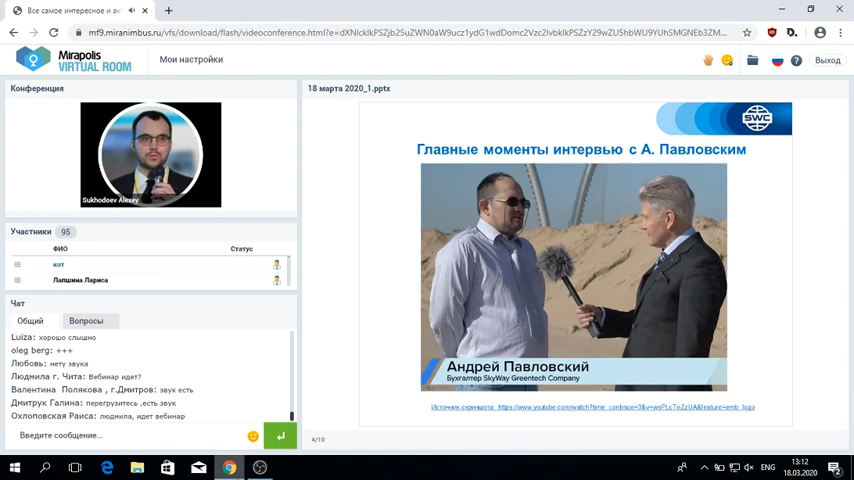 Все самое интересное и ак
mf9.miranimbus.ru/vfs/download/flash/videoconference.html?e=
Mirapolis
VIRTUAL ROOM
Мои настройки
Выход
Конференция
Sukhodoev Alexey
Участники 95
ФИО Статус
кот
Лапшина Лариса
Чат
Общий Вопросы
Luiza: хорошо слышно
oleg berg: +++
Любовь: нету звука
Людмила г. Чита: Вебинар идет?
Валентина Полякова , г.Дмитров: звук есть
Дмитрук Галина: перегрузитесь ,есть звук
Охлоповская Раиса: людмила, идет вебинар
Введите сообщение...
18 марта 2020_1.pptx
SWC
Главные моменты интервью с А. Павловским
Андрей Павловский
Бухгалтер SkyWay Greentech Company
Источник скриншота https://www.youtube.com/watch?time_continue=3&v=
4/10
ENG
13:12
18.03.2020
2